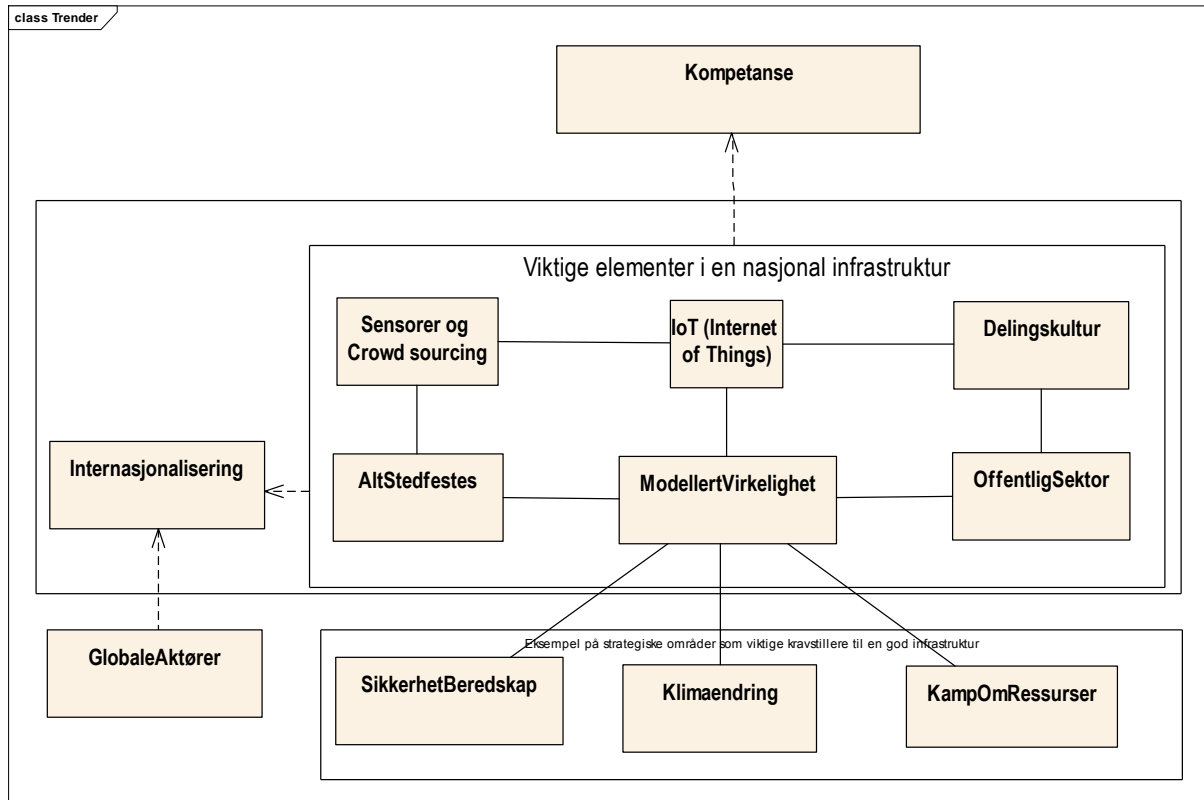 class Trender
Kompetanse
Viktige elementer i en nasjonal infrastruktur
Sensorer og
Crowd sourcing
IoT (Internet
of Things)
Delingskultur
Internasjonalisering
AltStedfestes
ModellertVirkelighet
OffentligSektor
GlobaleAktører
Eksempel på strategiske områder som viktige kravstillere til en god infrastruktur
SikkerhetBeredskap
Klimaendring
KampOmRessurser